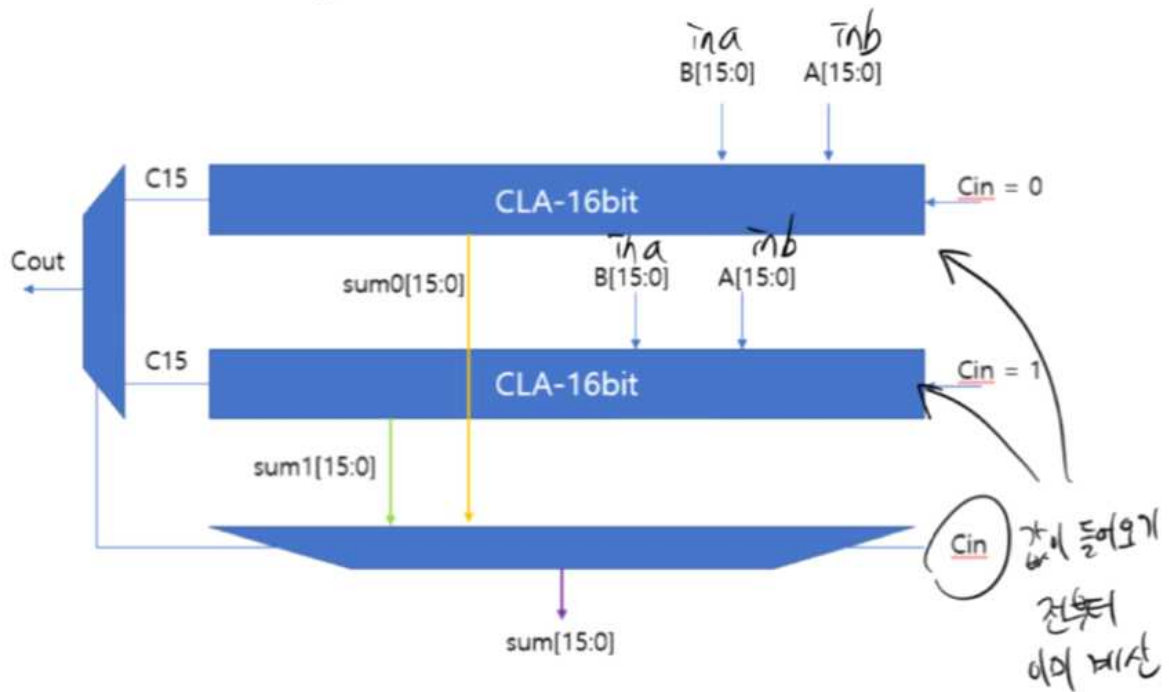 ina inb
B[15:0] A[15:0]
C15 CLA-16bit Cin = 0
ina inb
Cout sum0[15:0] B[15:0] A[15:0]
C15 CLA-16bit Cin = 1
sum1[15:0]
Cin 값이 들어오기
전부터
이미 계산
sum[15:0]